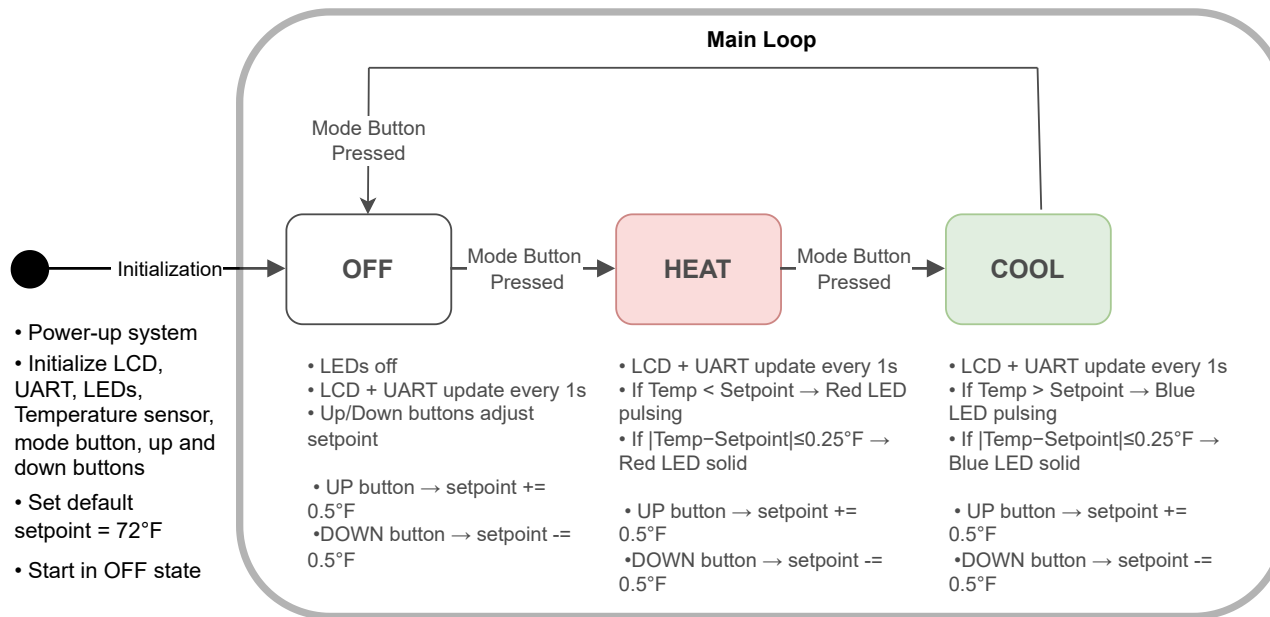 Main Loop
Mode Button
Pressed
Initialization
OFF
Mode Button
Pressed
HEAT
Mode Button
Pressed
COOL
• Power-up system
• Initialize LCD,
UART, LEDs,
Temperature sensor,
mode button, up and
down buttons
• Set default
setpoint = 72°F
• Start in OFF state
• LEDs off
• LCD + UART update every 1s
• Up/Down buttons adjust
setpoint
• UP button → setpoint +=
0.5°F
•DOWN button → setpoint -=
0.5°F
• LCD + UART update every 1s
• If Temp < Setpoint → Red LED
pulsing
• If |Temp−Setpoint|≤0.25°F →
Red LED solid
• UP button → setpoint +=
0.5°F
•DOWN button → setpoint -=
0.5°F
• LCD + UART update every 1s
• If Temp > Setpoint → Blue
LED pulsing
• If |Temp−Setpoint|≤0.25°F →
Blue LED solid
• UP button → setpoint +=
0.5°F
•DOWN button → setpoint -=
0.5°F